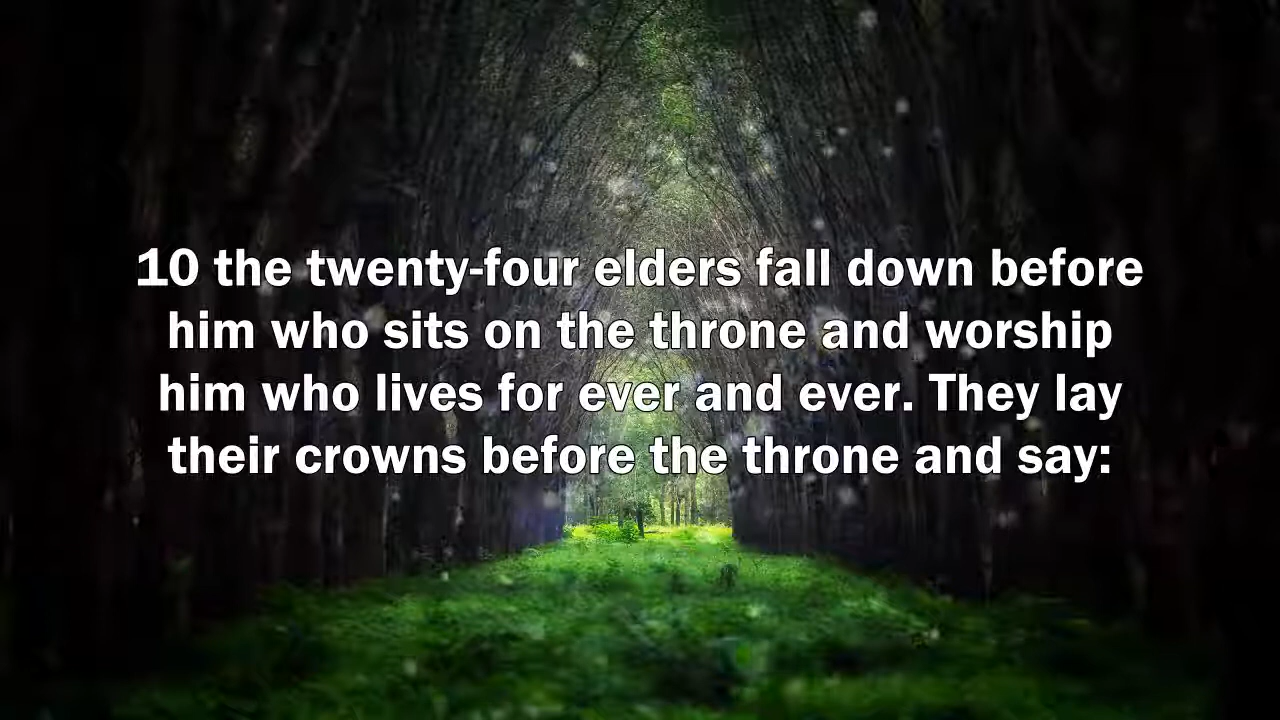 10 the twenty-four elders fall down before
him who sits on the throne and worship
him who lives for ever and ever. They lay
their crowns before the throne and say: